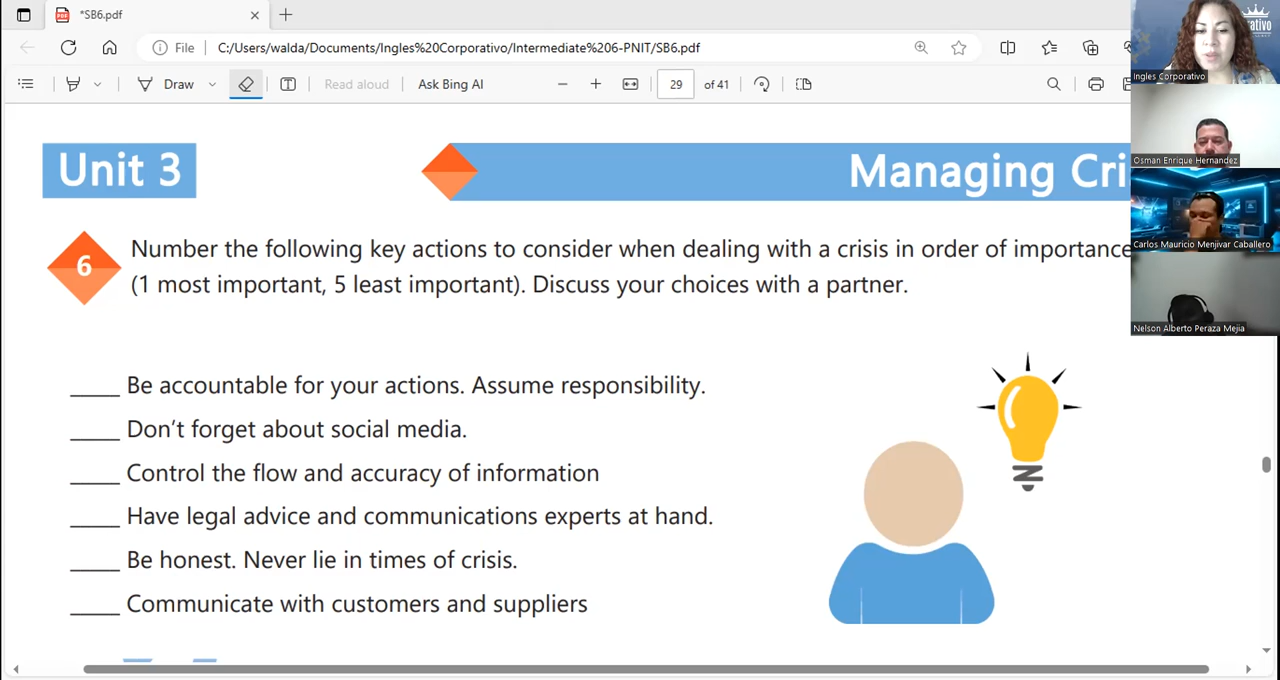 *SB6.pdf
File
C:/Users/walda/Documents/Ingles%20Corporativo/Intermediate%206-PNIT/SB6.pdf
Draw
Read aloud
Ask Bing AI
29 of 41
Ingles Corporativo
Osman Enrique Hernandez
Carlos Mauricio Menjivar Caballero
Nelson Alberto Peraza Mejia
Unit 3
Managing Cri
6
Number the following key actions to consider when dealing with a crisis in order of importance
(1 most important, 5 least important). Discuss your choices with a partner.
_____ Be accountable for your actions. Assume responsibility.
_____ Don't forget about social media.
_____ Control the flow and accuracy of information
_____ Have legal advice and communications experts at hand.
_____ Be honest. Never lie in times of crisis.
_____ Communicate with customers and suppliers